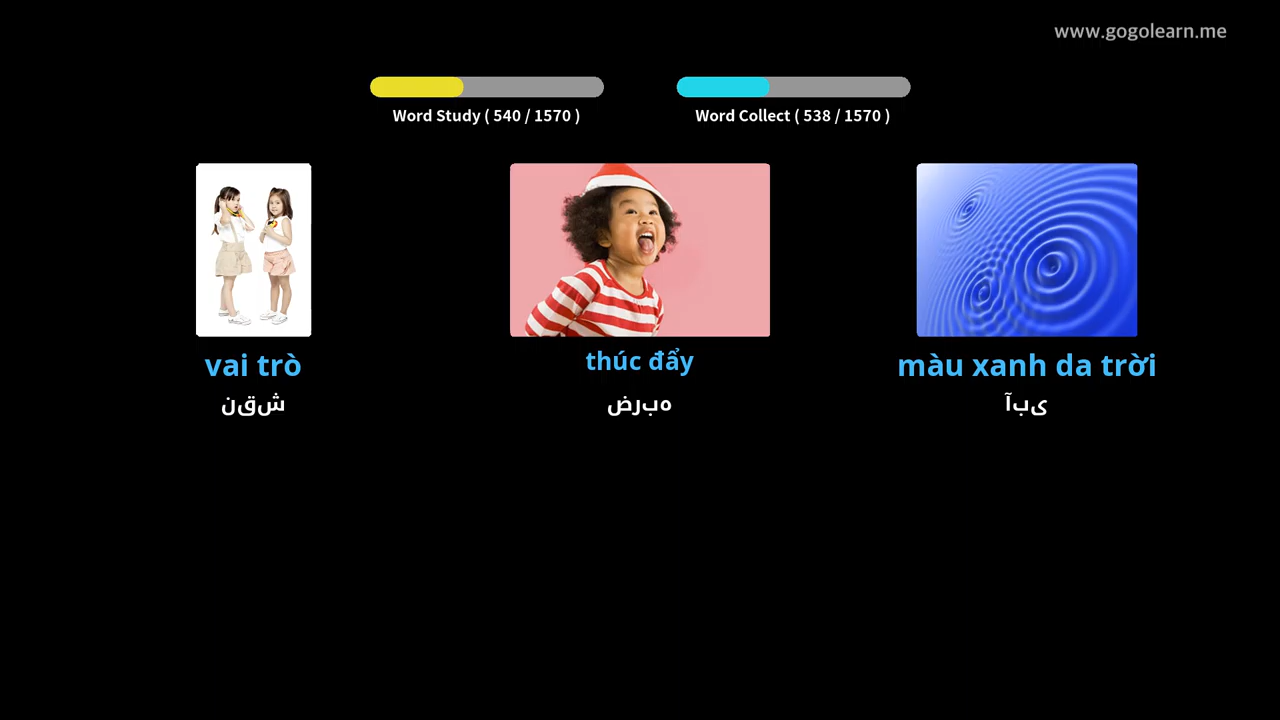 www.gogolearn.me
Word Study ( 540 / 1570 )
Word Collect ( 538 / 1570 )
vai trò
شقن
thúc đẩy
هبرض
màu xanh da trời
یبآ